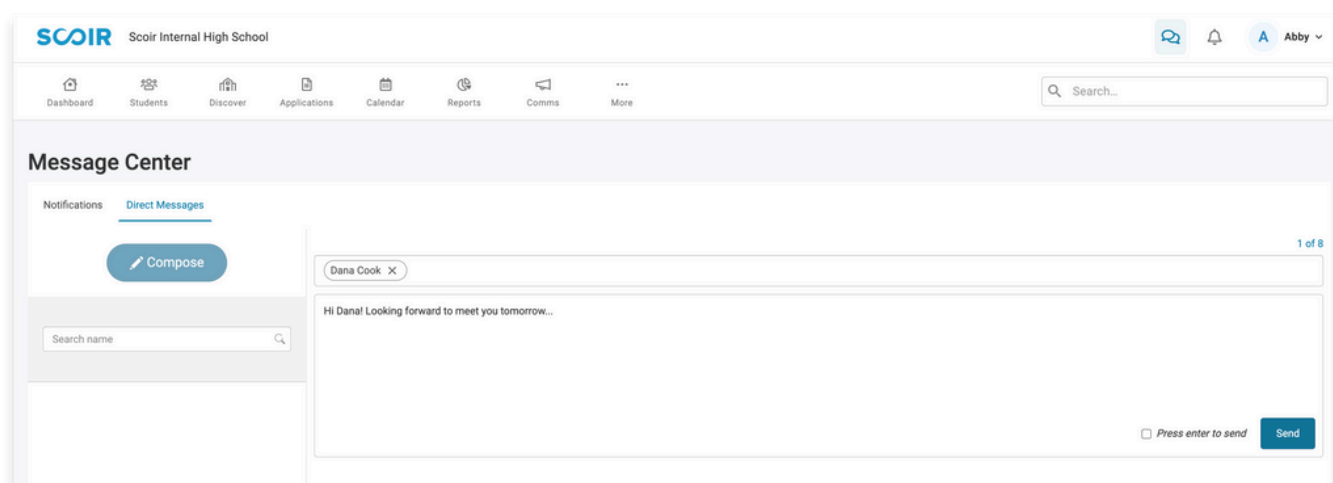 SCOIR Scoir Internal High School A Abby
Dashboard Students Discover Applications Calendar Reports Comms More Search...
Message Center
Notifications Direct Messages
1 of 8
Compose
Dana Cook X
Hi Dana! Looking forward to meet you tomorrow...
Search name
Press enter to send Send